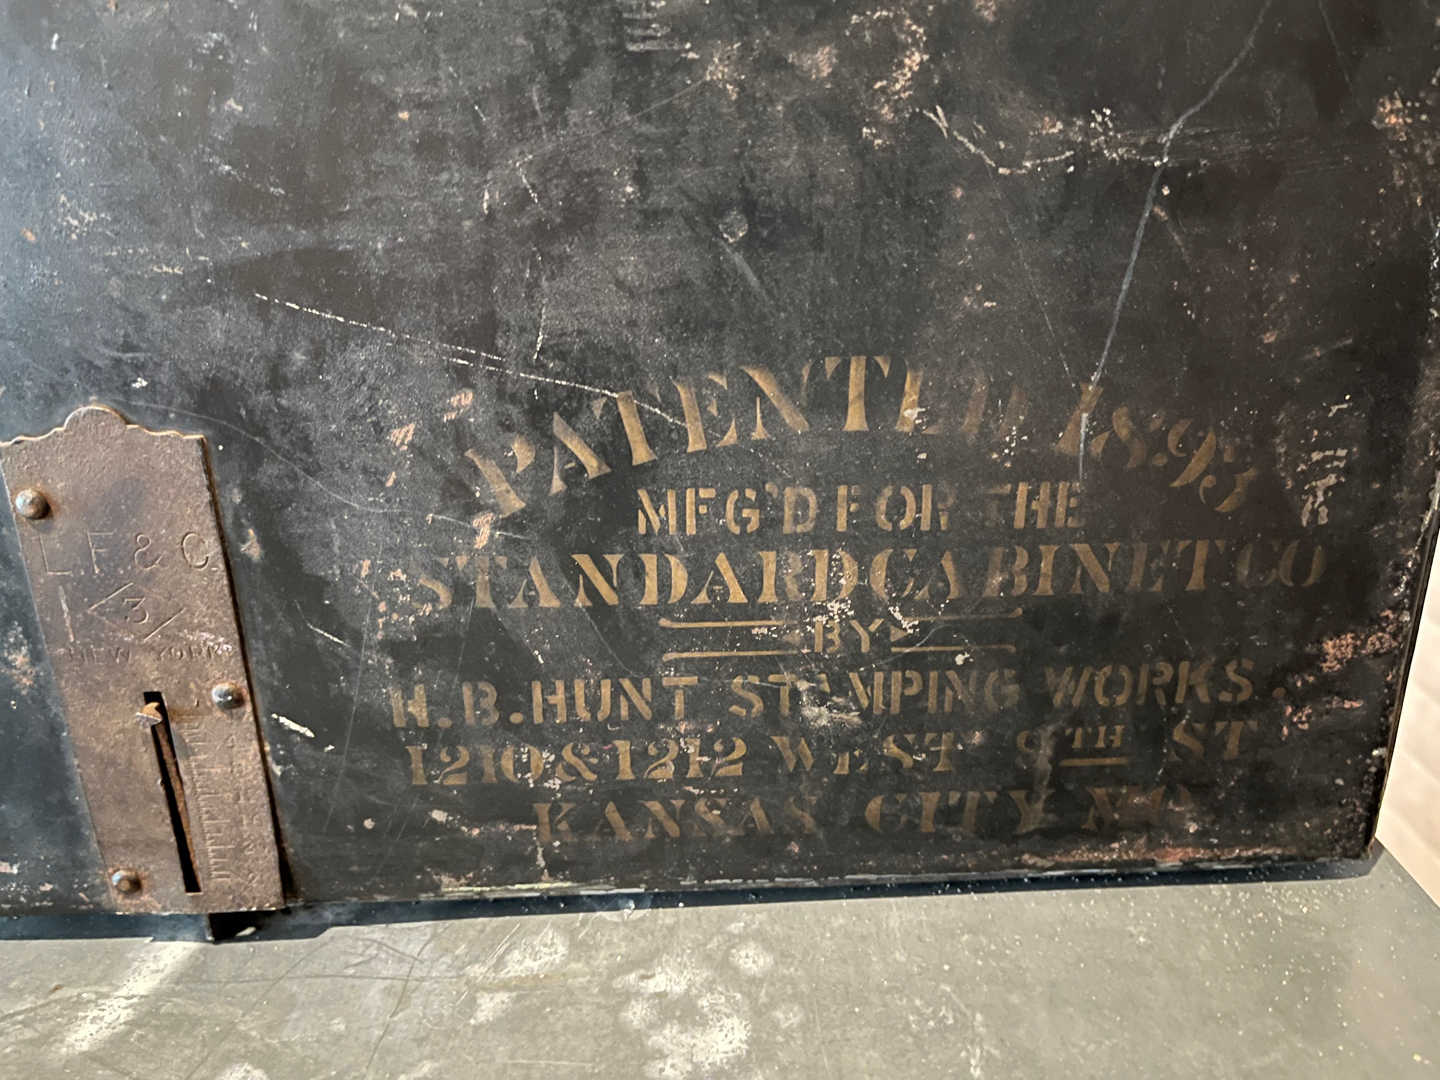 PATENTED 1893
MFG'D FOR THE
STANDARD CABINET CO
BY
H.B.HUNT STAMPING WORKS.
1210 & 1212 WEST 9TH ST
KANSAS CITY MO
L.F. & C
3
NEW YORK